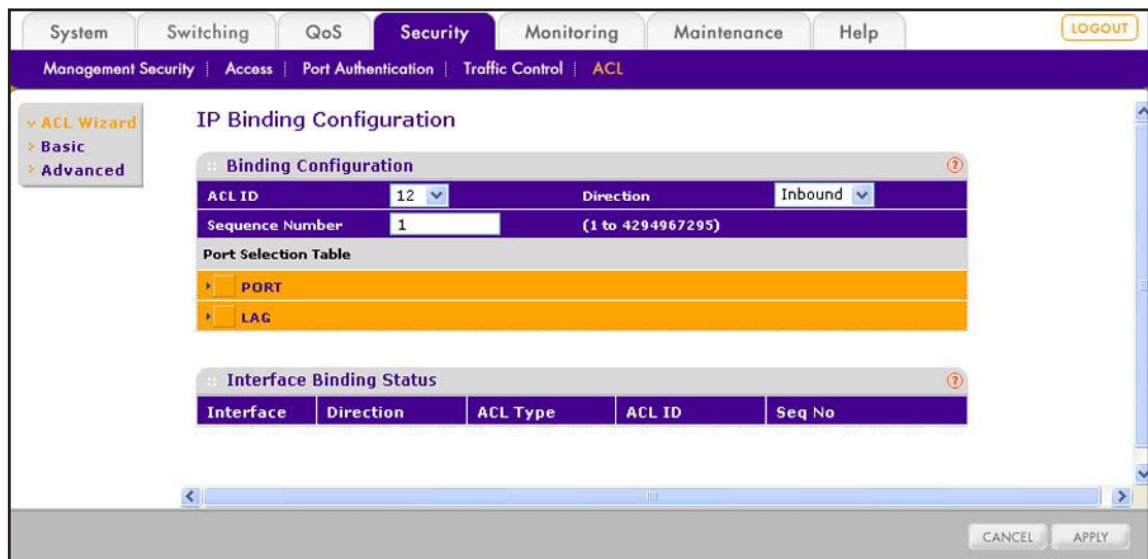 System Switching QoS Security Monitoring Maintenance Help LOGOUT
Management Security Access Port Authentication Traffic Control ACL
ACL Wizard
Basic
Advanced
IP Binding Configuration
Binding Configuration
ACL ID 12 Direction Inbound
Sequence Number 1 (1 to 4294967295)
Port Selection Table
PORT
LAG
Interface Binding Status
Interface Direction ACL Type ACL ID Seq No
CANCEL APPLY